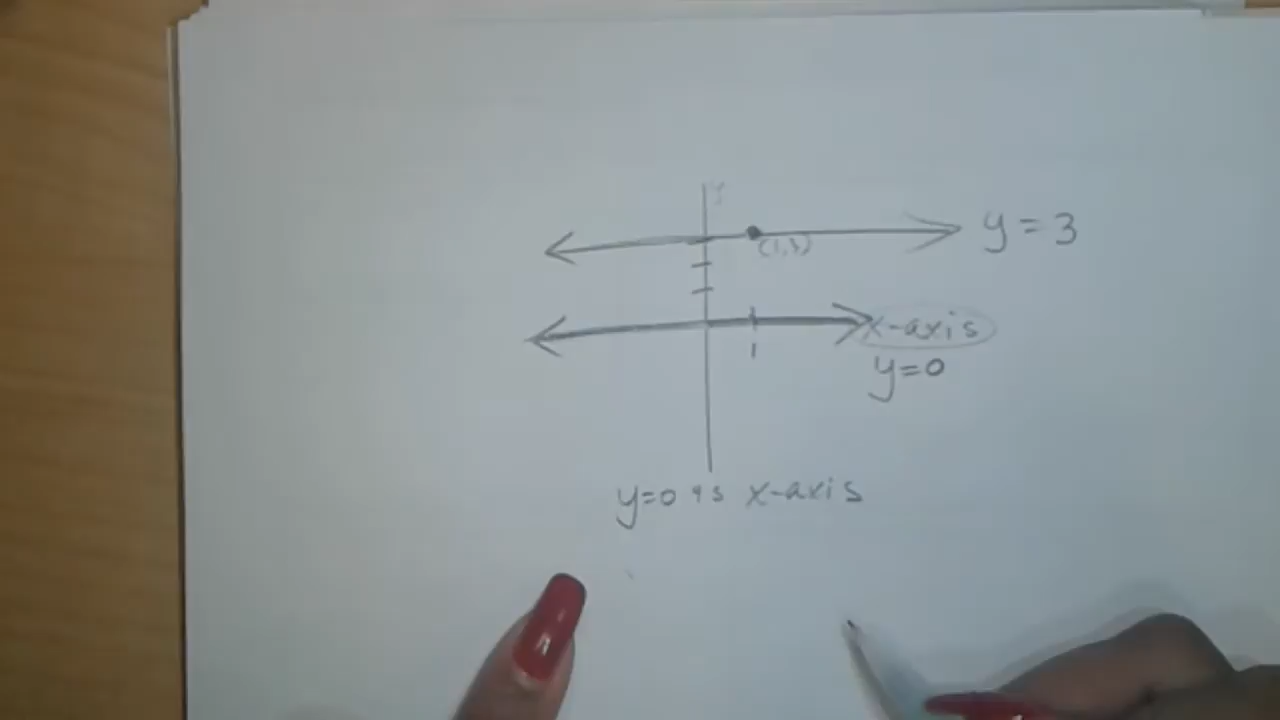 y
y = 3
(1,3)
x-axis
1
y=0
y=0 is x-axis